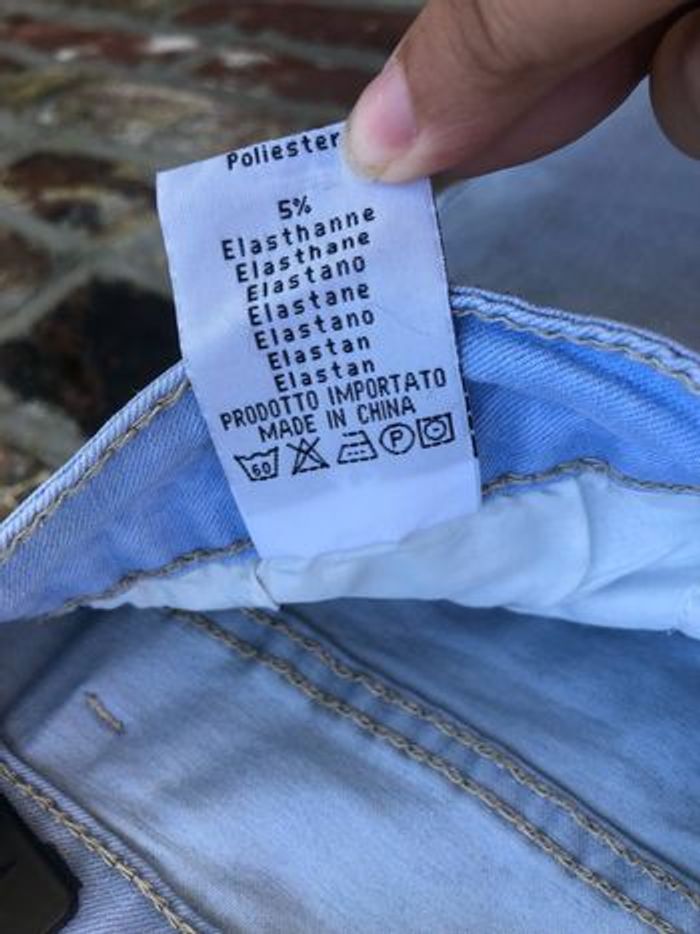 Poliester
5%
Elasthanne
Elasthane
Elastano
Elastane
Elastano
Elastan
Elastan
PRODOTTO IMPORTATO
MADE IN CHINA
60 P